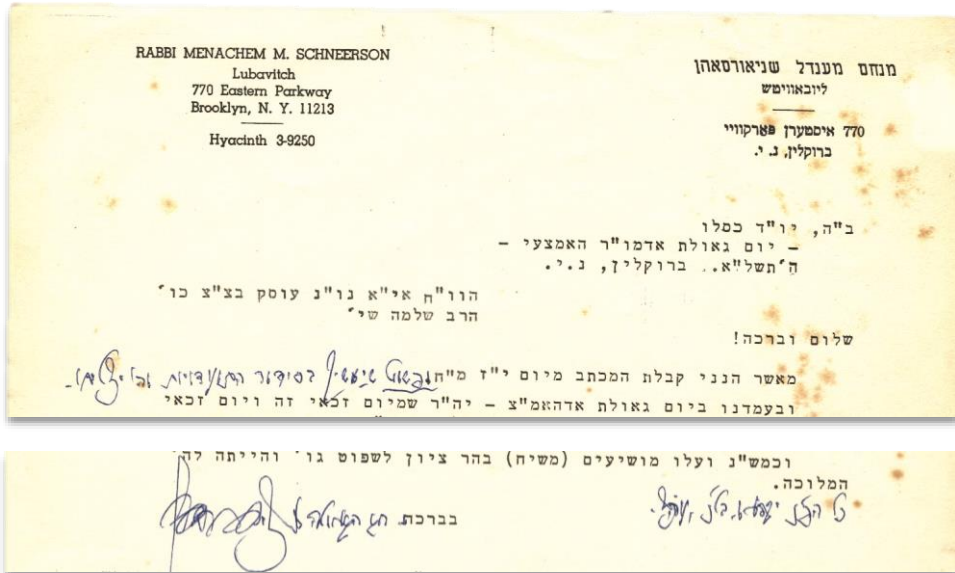 RABBI MENACHEM M. SCHNEERSON
Lubavitch
770 Eastern Parkway
Brooklyn, N. Y. 11213
Hyacinth 3-9250
מנחם מענדל שניאורסאהן
ליובאוויטש
770 איסטערן פארקוויי
ברוקלין, נ. י.
ב"ה, יו"ד כסלו
- יום גאולת אדמו"ר האמצעי -
ה'תשל"א. ברוקלין, נ.י.
הוו"ח אי"א נו"נ עוסק בצ"צ כו'
הרב שלמה שי'
שלום וברכה!
מאשר הנני קבלת המכתב מיום י"ז מ"ח בסידור התועדויות
ובעמדנו ביום גאולת אדהאמ"צ - יה"ר שמיום זכאי זה ויום זכאי
וכמש"נ ועלו מושיעים (משיח) בהר ציון לשפוט גו' והייתה לה'
המלוכה.
בברכת חג הגאולה